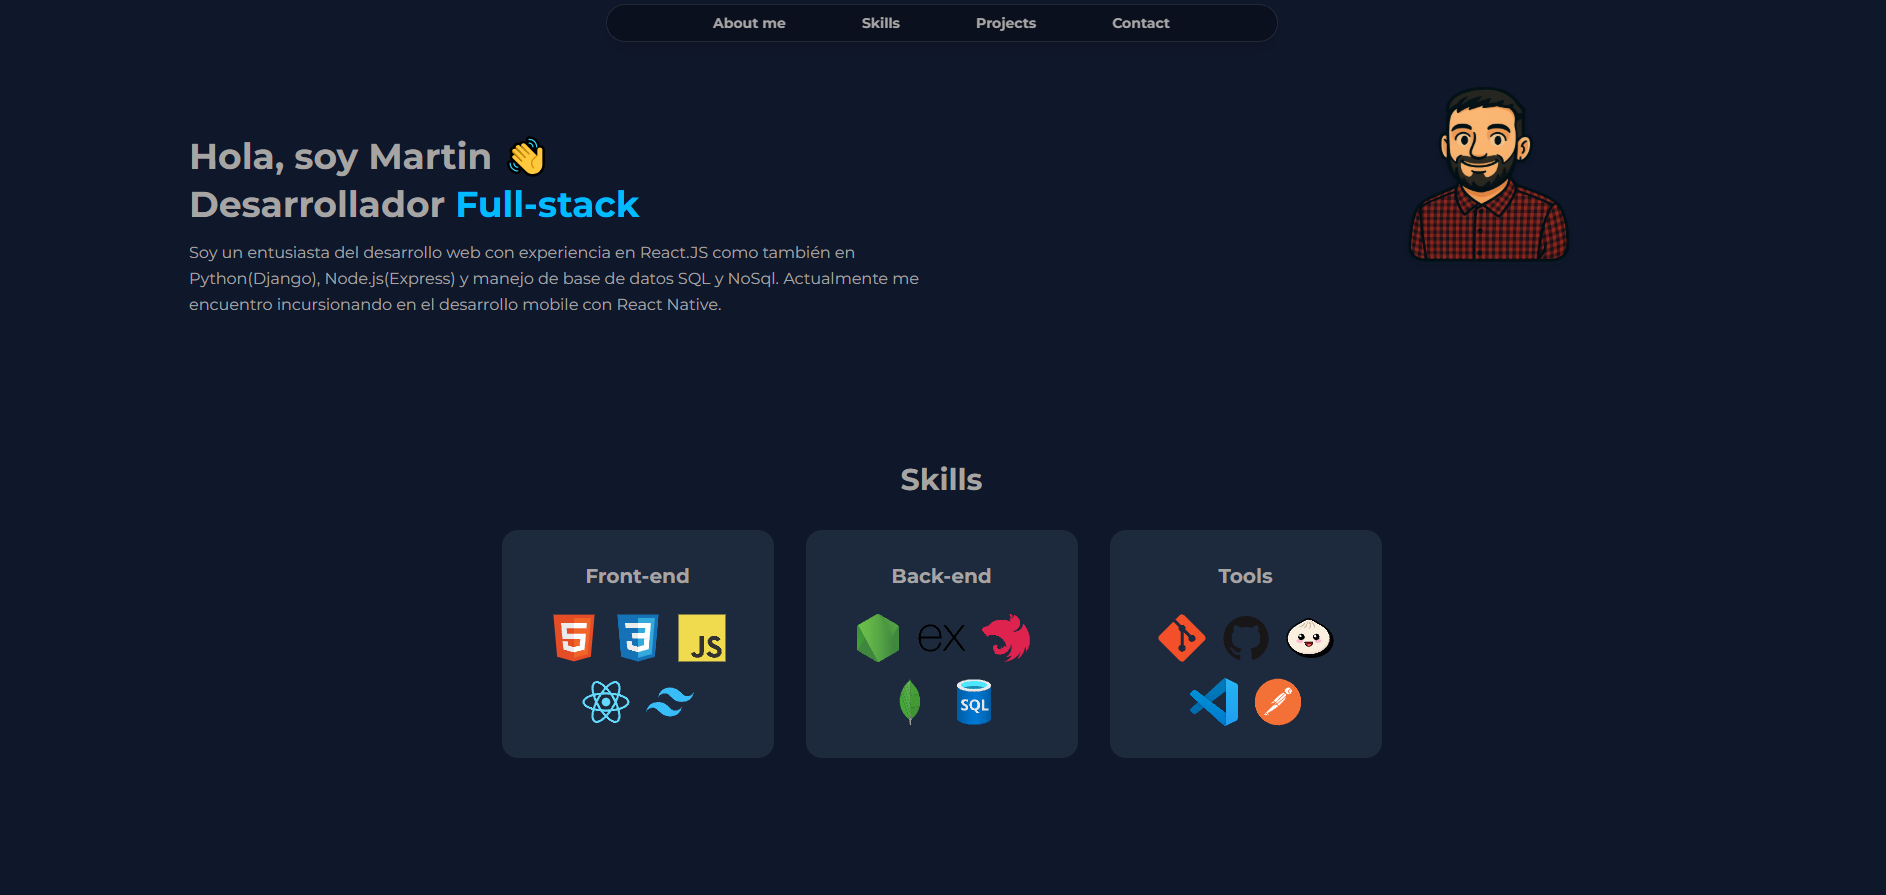 About me Skills Projects Contact
Hola, soy Martin 👋
Desarrollador Full-stack
Soy un entusiasta del desarrollo web con experiencia en React.JS como también en
Python(Django), Node.js(Express) y manejo de base de datos SQL y NoSql. Actualmente me
encuentro incursionando en el desarrollo mobile con React Native.
Skills
Front-end
5 3 JS
Back-end
ex
SQL
Tools